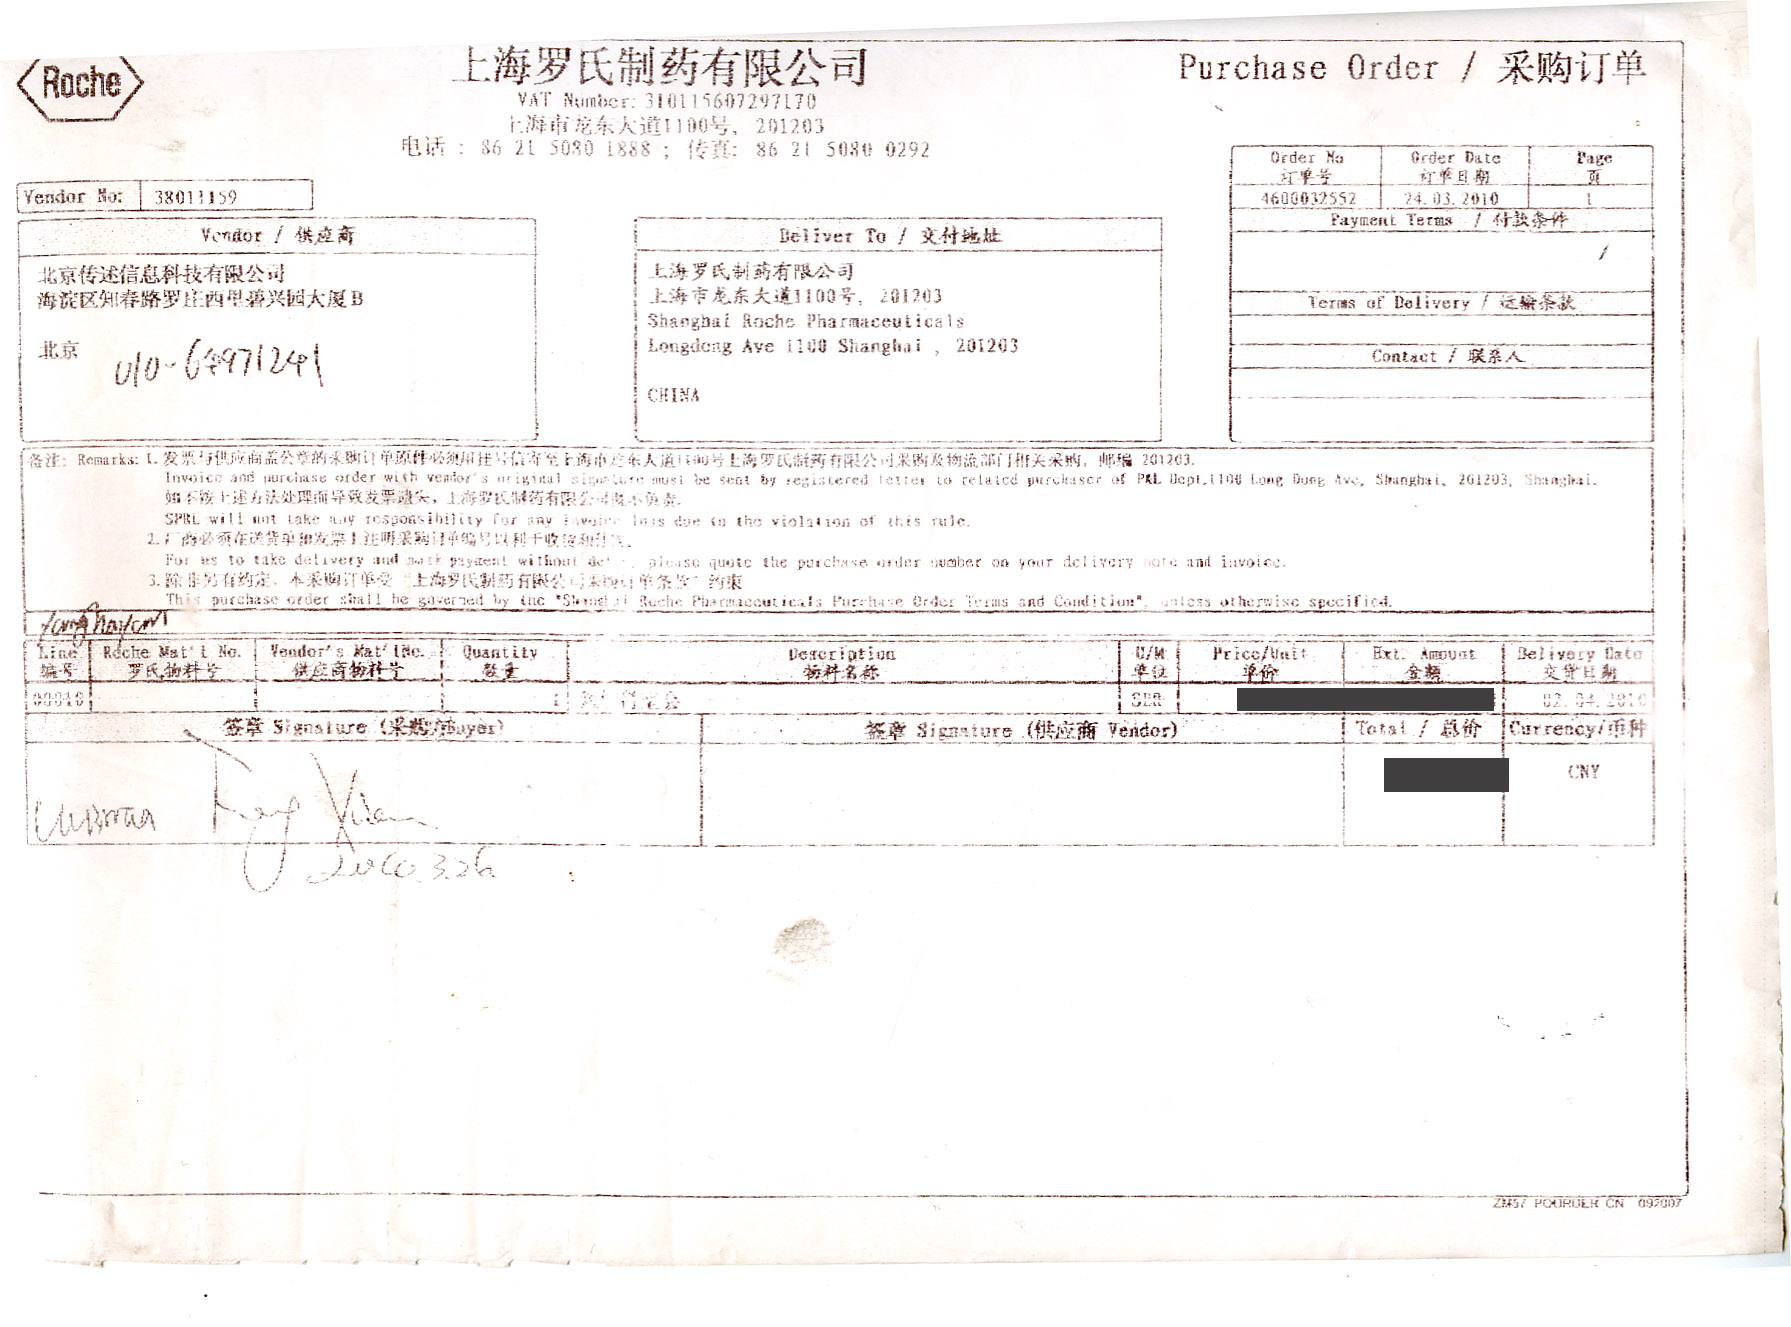 Roche
上海罗氏制药有限公司
Purchase Order / 采购订单
VAT Number: 310115607297170
上海市龙东大道1100号, 201203
电话 : 86 21 5080 1888 ; 传真: 86 21 5080 0292
Order No Order Date Page
订单号 订单日期 页
4600032552 24.03.2010 1
Vendor No: 38011159
Payment Terms / 付款条件
Vendor / 供应商
Deliver To / 交付地址
北京传述信息科技有限公司
海淀区知春路罗庄西里碧兴园大厦B
北京
010-64971241
上海罗氏制药有限公司
上海市龙东大道1100号, 201203
Shanghai Roche Pharmaceuticals
Longdong Ave 1100 Shanghai , 201203
CHINA
Terms of Delivery / 运输条款
Contact / 联系人
备注: Remarks: 1. 发票与供应商盖公章的采购订单原件必须用挂号信寄至上海市龙东大道1100号上海罗氏制药有限公司采购及物流部门相关采购, 邮编 201203.
Invoice and purchase order with vendor's original signature must be sent by registered letter to related purchaser of P&L Dept,1100 Long Dong Ave, Shanghai, 201203, Shanghai.
如不按上述方法处理而导致发票遗失, 上海罗氏制药有限公司概不负责.
SPRL will not take any responsibility for any invoice loss due to the violation of this rule.
2. 厂商必须在送货单和发票上注明采购订单编号以利于收货和付款.
For us to take delivery and mark payment without delay, please quote the purchase order number on your delivery note and invoice.
3. 除非另有约定, 本采购订单受 "上海罗氏制药有限公司采购订单条款" 约束
This purchase order shall be governed by the "Shanghai Roche Pharmaceuticals Purchase Order Terms and Condition", unless otherwise specified.
Line Roche Mat'l No. Vendor's Mat'lNo. Quantity Description U/M Price/Unit Ext. Amount Delivery Date
编号 罗氏物料号 供应商物料号 数量 物料名称 单位 单价 金额 交货日期
00010 1 SER 02.04.2010
签章 Signature (采购方Buyer) 签章 Signature (供应商 Vendor) Total / 总价 Currency/币种
CNY
2010.3.26
ZM57 POORDER CN 092007